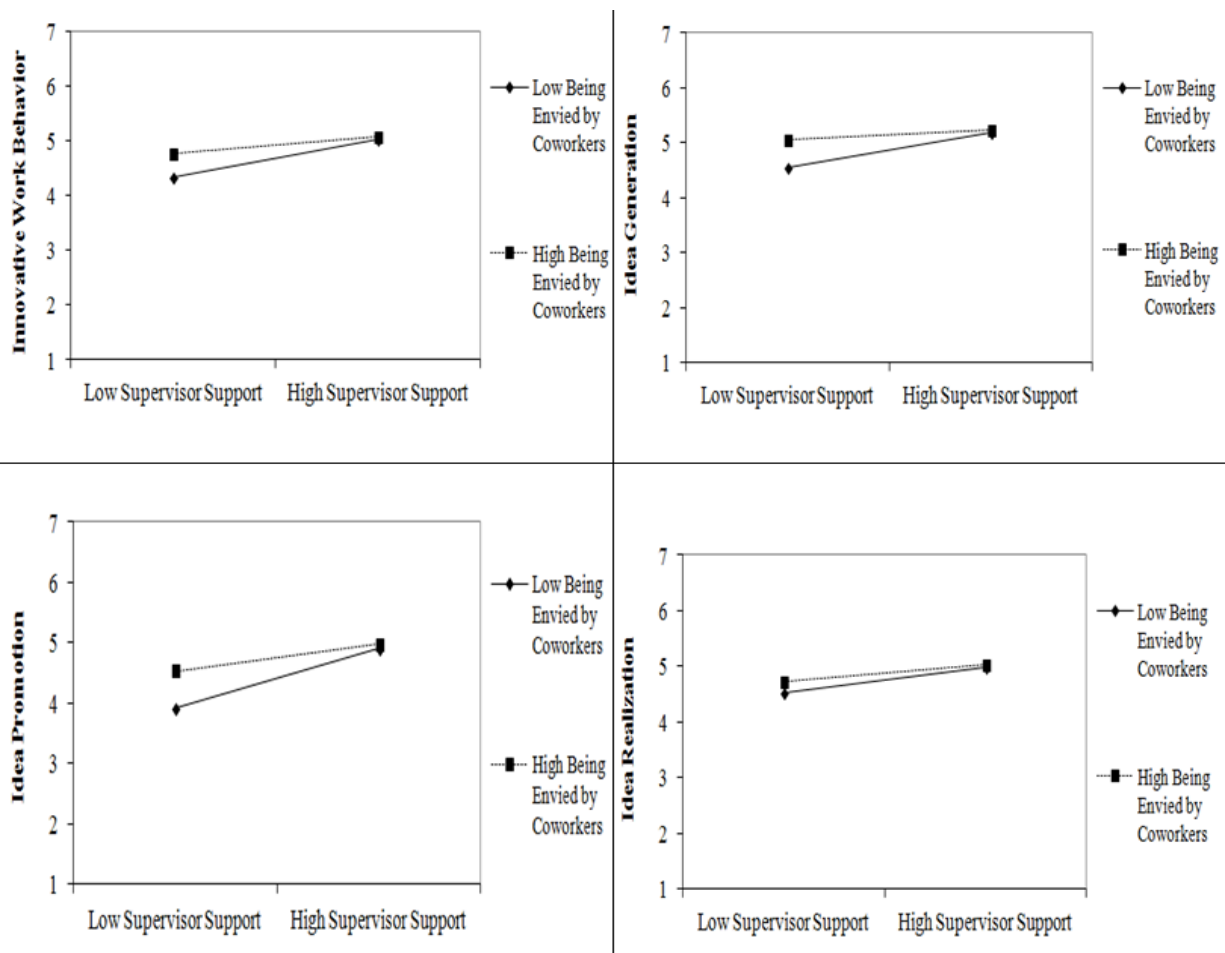 Innovative Work Behavior
7
6
5
4
3
2
1
Low Supervisor Support
High Supervisor Support
Low Being
Envied by
Coworkers
High Being
Envied by
Coworkers
Idea Generation
7
6
5
4
3
2
1
Low Supervisor Support
High Supervisor Support
Low Being
Envied by
Coworkers
High Being
Envied by
Coworkers
Idea Promotion
7
6
5
4
3
2
1
Low Supervisor Support
High Supervisor Support
Low Being
Envied by
Coworkers
High Being
Envied by
Coworkers
Idea Realization
7
6
5
4
3
2
1
Low Supervisor Support
High Supervisor Support
Low Being
Envied by
Coworkers
High Being
Envied by
Coworkers